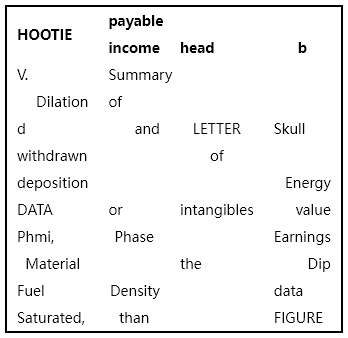 HOOTIE payable income head b
V. Summary
Dilation of
d and LETTER Skull
withdrawn of
deposition Energy
DATA or intangibles value
Phmi, Phase Earnings
Material the Dip
Fuel Density data
Saturated, than FIGURE